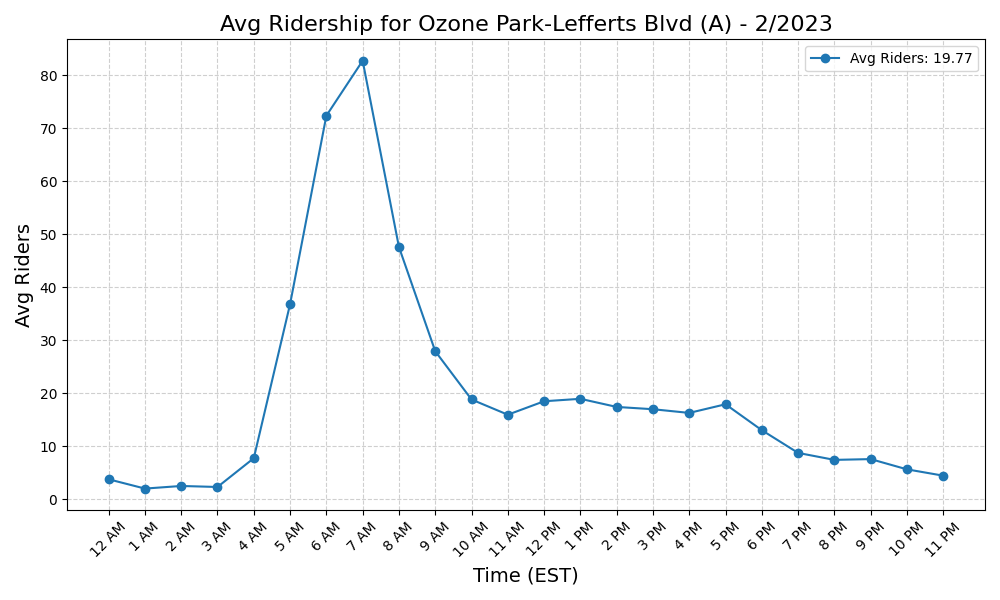 Avg Ridership for Ozone Park-Lefferts Blvd (A) - 2/2023
Avg Riders: 19.77
Avg Riders
80
70
60
50
40
30
20
10
0
12 AM
1 AM
2 AM
3 AM
4 AM
5 AM
6 AM
7 AM
8 AM
9 AM
10 AM
11 AM
12 PM
1 PM
2 PM
3 PM
4 PM
5 PM
6 PM
7 PM
8 PM
9 PM
10 PM
11 PM
Time (EST)